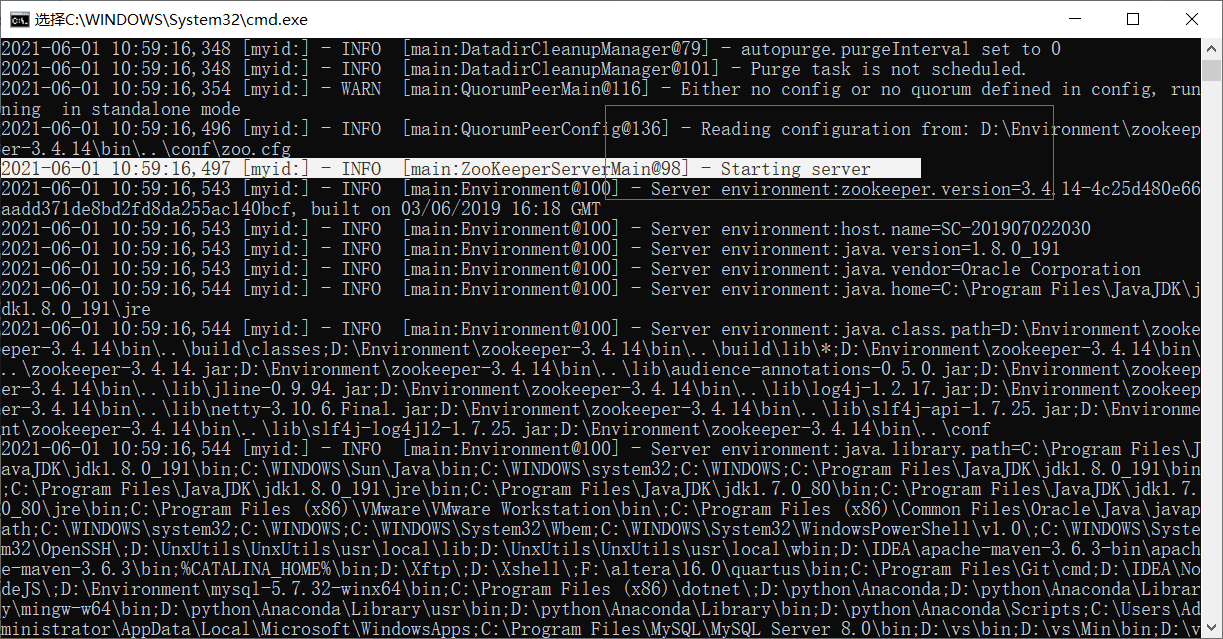 选择C:\WINDOWS\System32\cmd.exe
2021-06-01 10:59:16,348 [myid:] - INFO  [main:DatadirCleanupManager@79] - autopurge.purgeInterval set to 0
2021-06-01 10:59:16,348 [myid:] - INFO  [main:DatadirCleanupManager@101] - Purge task is not scheduled.
2021-06-01 10:59:16,354 [myid:] - WARN  [main:QuorumPeerMain@116] - Either no config or no quorum defined in config, run
ning  in standalone mode
2021-06-01 10:59:16,496 [myid:] - INFO  [main:QuorumPeerConfig@136] - Reading configuration from: D:\Environment\zookeep
er-3.4.14\bin\..\conf\zoo.cfg
2021-06-01 10:59:16,497 [myid:] - INFO  [main:ZooKeeperServerMain@98] - Starting server
2021-06-01 10:59:16,543 [myid:] - INFO  [main:Environment@100] - Server environment:zookeeper.version=3.4.14-4c25d480e66
aadd371de8bd2fd8da255ac140bcf, built on 03/06/2019 16:18 GMT
2021-06-01 10:59:16,543 [myid:] - INFO  [main:Environment@100] - Server environment:host.name=SC-201907022030
2021-06-01 10:59:16,543 [myid:] - INFO  [main:Environment@100] - Server environment:java.version=1.8.0_191
2021-06-01 10:59:16,543 [myid:] - INFO  [main:Environment@100] - Server environment:java.vendor=Oracle Corporation
2021-06-01 10:59:16,544 [myid:] - INFO  [main:Environment@100] - Server environment:java.home=C:\Program Files\JavaJDK\j
dk1.8.0_191\jre
2021-06-01 10:59:16,544 [myid:] - INFO  [main:Environment@100] - Server environment:java.class.path=D:\Environment\zooke
eper-3.4.14\bin\..\build\classes;D:\Environment\zookeeper-3.4.14\bin\..\build\lib\*;D:\Environment\zookeeper-3.4.14\bin\
..\zookeeper-3.4.14.jar;D:\Environment\zookeeper-3.4.14\bin\..\lib\audience-annotations-0.5.0.jar;D:\Environment\zookeep
er-3.4.14\bin\..\lib\jline-0.9.94.jar;D:\Environment\zookeeper-3.4.14\bin\..\lib\log4j-1.2.17.jar;D:\Environment\zookeep
er-3.4.14\bin\..\lib\netty-3.10.6.Final.jar;D:\Environment\zookeeper-3.4.14\bin\..\lib\slf4j-api-1.7.25.jar;D:\Environme
nt\zookeeper-3.4.14\bin\..\lib\slf4j-log4j12-1.7.25.jar;D:\Environment\zookeeper-3.4.14\bin\..\conf
2021-06-01 10:59:16,544 [myid:] - INFO  [main:Environment@100] - Server environment:java.library.path=C:\Program Files\J
avaJDK\jdk1.8.0_191\bin;C:\WINDOWS\Sun\Java\bin;C:\WINDOWS\system32;C:\WINDOWS;C:\Program Files\JavaJDK\jdk1.8.0_191\bin
;C:\Program Files\JavaJDK\jdk1.8.0_191\jre\bin;C:\Program Files\JavaJDK\jdk1.7.0_80\bin;C:\Program Files\JavaJDK\jdk1.7.
0_80\jre\bin;C:\Program Files (x86)\VMware\VMware Workstation\bin\;C:\Program Files (x86)\Common Files\Oracle\Java\javap
ath;C:\WINDOWS\system32;C:\WINDOWS;C:\WINDOWS\System32\Wbem;C:\WINDOWS\System32\WindowsPowerShell\v1.0\;C:\WINDOWS\Syste
m32\OpenSSH\;D:\UnxUtils\UnxUtils\usr\local\lib;D:\UnxUtils\UnxUtils\usr\local\wbin;D:\IDEA\apache-maven-3.6.3-bin\apach
e-maven-3.6.3\bin;%CATALINA_HOME%\bin;D:\Xftp\;D:\Xshell\;F:\altera\16.0\quartus\bin;C:\Program Files\Git\cmd;D:\IDEA\No
deJS\;D:\Environment\mysql-5.7.32-winx64\bin;C:\Program Files (x86)\dotnet\;D:\python\Anaconda;D:\python\Anaconda\Librar
y\mingw-w64\bin;D:\python\Anaconda\Library\usr\bin;D:\python\Anaconda\Library\bin;D:\python\Anaconda\Scripts;C:\Users\Ad
ministrator\AppData\Local\Microsoft\WindowsApps;C:\Program Files\MySQL\MySQL Server 8.0\bin;D:\vs\bin;D:\vs\Min\bin;D:\v